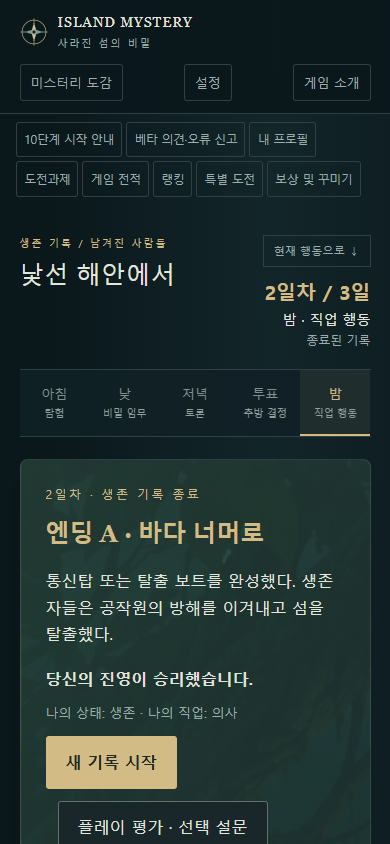 ISLAND MYSTERY
사라진 섬의 비밀
미스터리 도감
설정
게임 소개
10단계 시작 안내
베타 의견·오류 신고
내 프로필
도전과제
게임 전적
랭킹
특별 도전
보상 및 꾸미기
생존 기록 / 남겨진 사람들
낯선 해안에서
현재 행동으로 ↓
2일차 / 3일
밤 · 직업 행동
종료된 기록
아침
탐험
낮
비밀 임무
저녁
토론
투표
추방 결정
밤
직업 행동
2일차 · 생존 기록 종료
엔딩 A · 바다 너머로
통신탑 또는 탈출 보트를 완성했다. 생존
자들은 공작원의 방해를 이겨내고 섬을
탈출했다.
당신의 진영이 승리했습니다.
나의 상태: 생존 · 나의 직업: 의사
새 기록 시작
플레이 평가 · 선택 설문